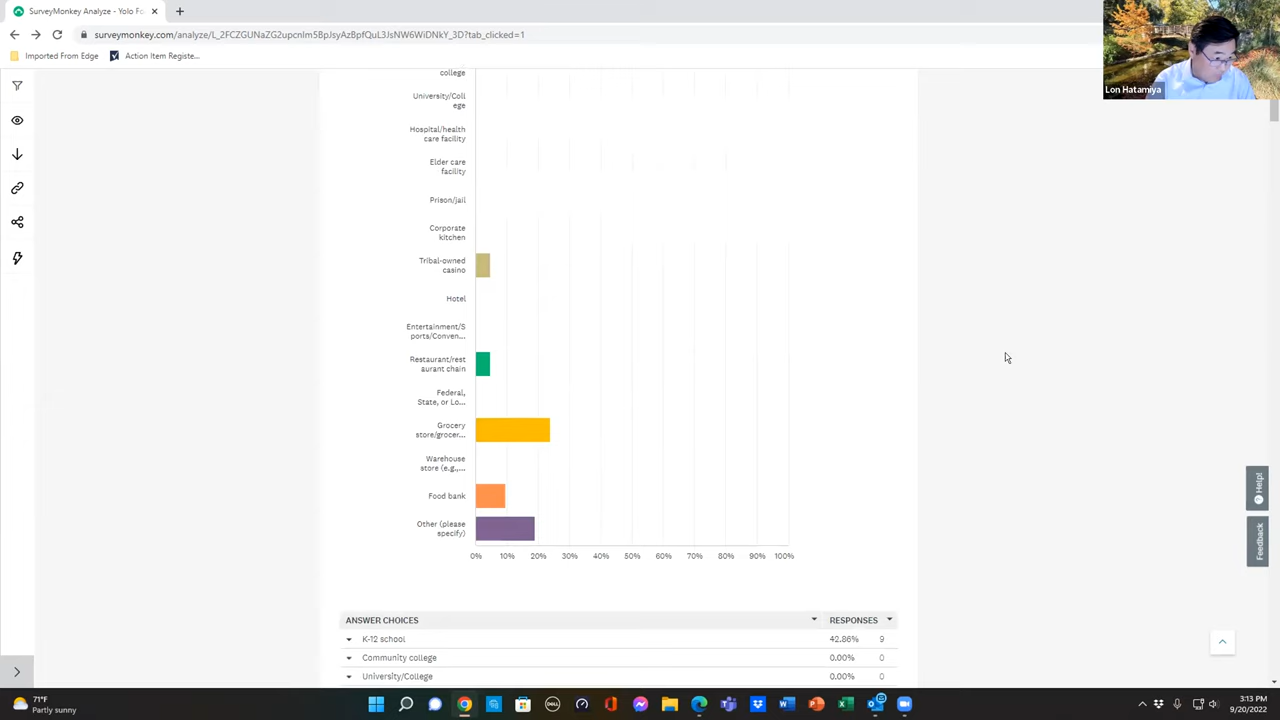 SurveyMonkey Analyze - Yolo Fo
surveymonkey.com/analyze/L_2FCZGUNaZG2upcnIm5BpJsyAzBpfQuL3JsNW6WiDNkY_3D?tab_clicked=1
Imported From Edge
Action Item Registe...
Lon Hatamiya
college
University/Coll
ege
Hospital/health
care facility
Elder care
facility
Prison/jail
Corporate
kitchen
Tribal-owned
casino
Hotel
Entertainment/S
ports/Conven...
Restaurant/rest
aurant chain
Federal,
State, or Lo...
Grocery
store/grocer...
Warehouse
store (e.g.,...
Food bank
Other (please
specify)
0% 10% 20% 30% 40% 50% 60% 70% 80% 90% 100%
Help!
Feedback
ANSWER CHOICES RESPONSES
K-12 school 42.86% 9
Community college 0.00% 0
University/College 0.00% 0
71°F
Partly sunny
3:13 PM
9/20/2022